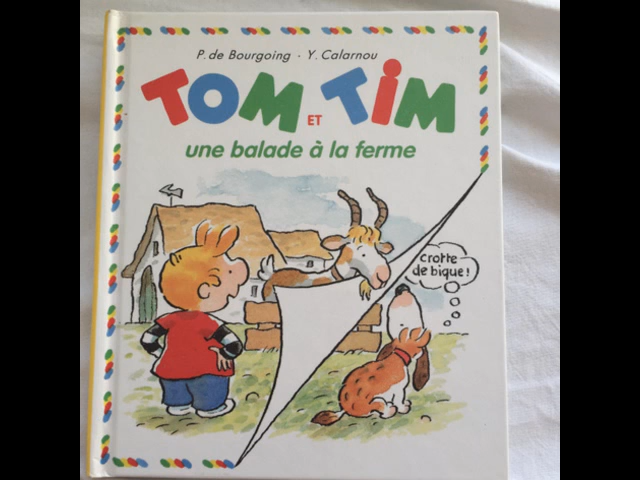 P. de Bourgoing - Y. Calarnou
TOM ET TIM
une balade à la ferme
crotte
de bique!